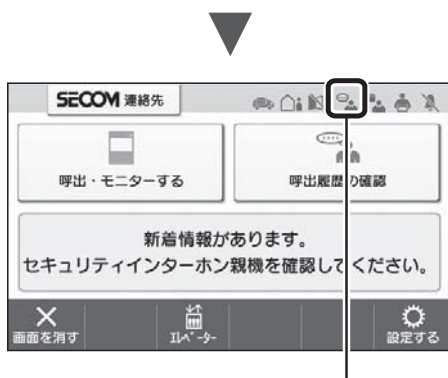 SECOM 連絡先
呼出・モニターする
呼出履歴の確認
新着情報があります。
セキュリティインターホン親機を確認してください。
画面を消す
ｴﾚﾍﾞｰﾀｰ
設定する